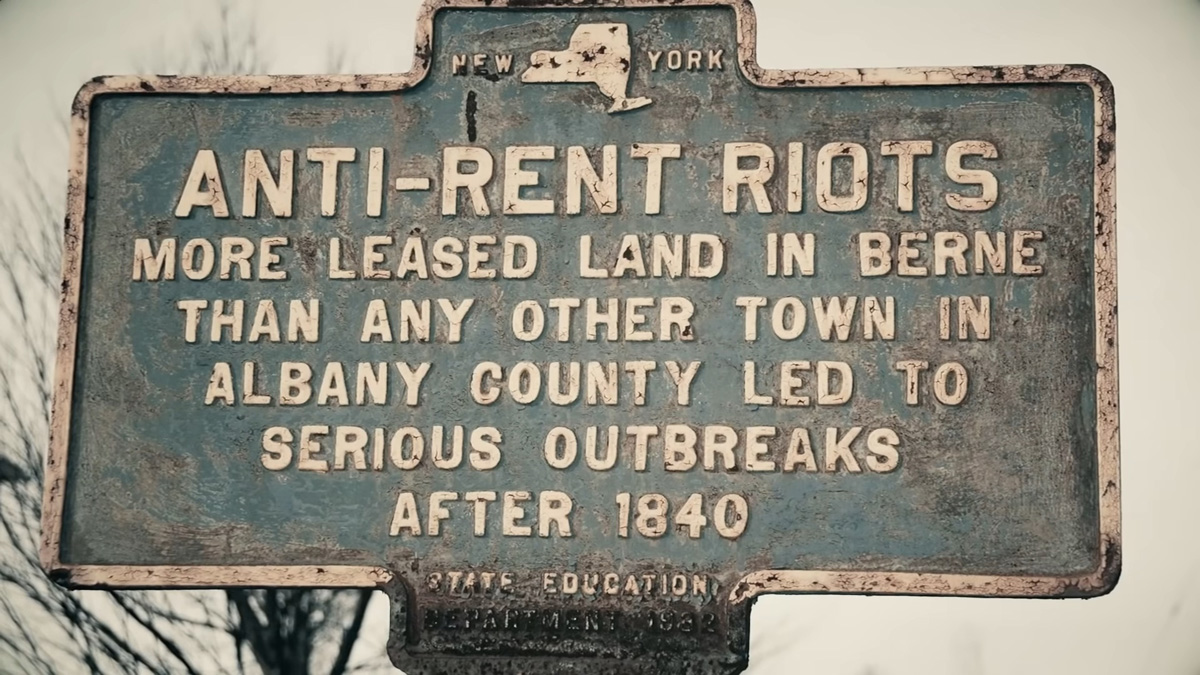 NEW YORK
ANTI-RENT RIOTS
MORE LEASED LAND IN BERNE
THAN ANY OTHER TOWN IN
ALBANY COUNTY LED TO
SERIOUS OUTBREAKS
AFTER 1840
STATE EDUCATION
DEPARTMENT